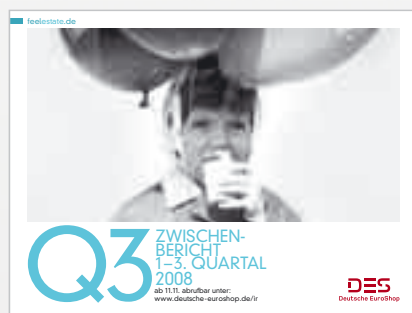 feelestate.de
Q3
ZWISCHEN-
BERICHT
1–3. QUARTAL
2008
ab 11.11. abrufbar unter:
www.deutsche-euroshop.de/ir
DES
Deutsche EuroShop